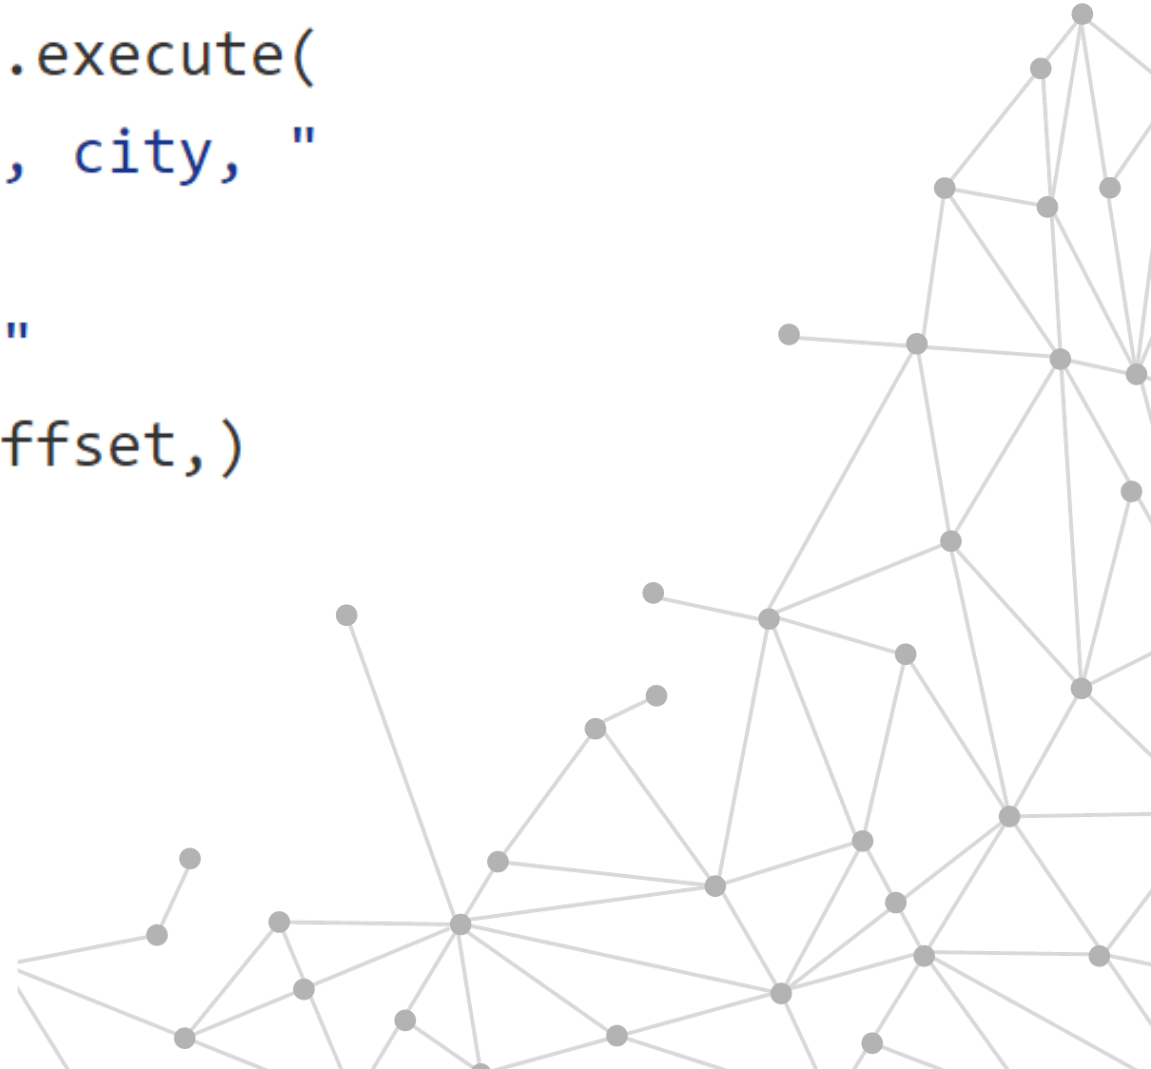 .execute(
, city, "
"
ffset,)